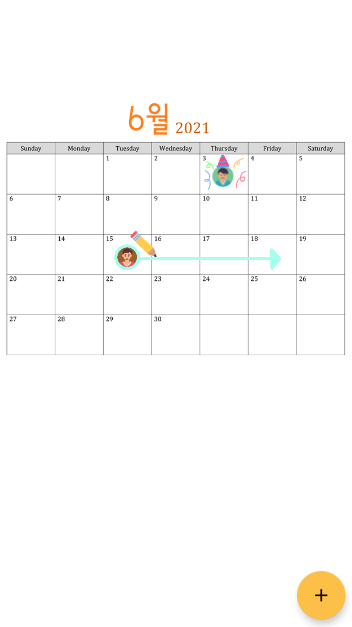 6월 2021
Sunday Monday Tuesday Wednesday Thursday Friday Saturday
1 2 3 4 5
6 7 8 9 10 11 12
13 14 15 16 17 18 19
20 21 22 23 24 25 26
27 28 29 30
+